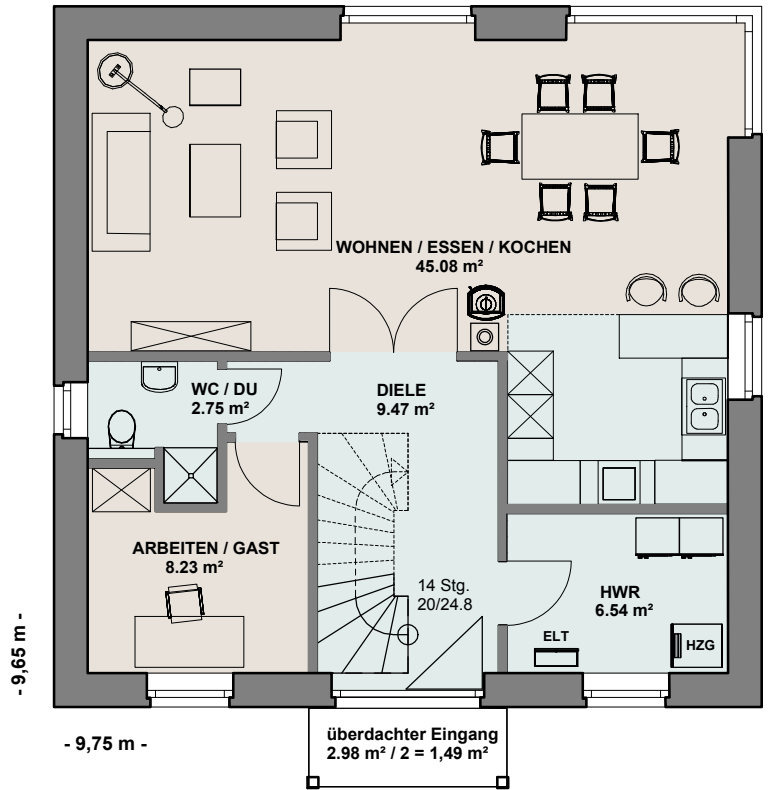 WOHNEN / ESSEN / KOCHEN
45.08 m²
WC / DU
2.75 m²
DIELE
9.47 m²
ARBEITEN / GAST
8.23 m²
14 Stg.
20/24.8
HWR
6.54 m²
ELT
HZG
- 9,65 m -
- 9,75 m -
überdachter Eingang
2.98 m² / 2 = 1,49 m²